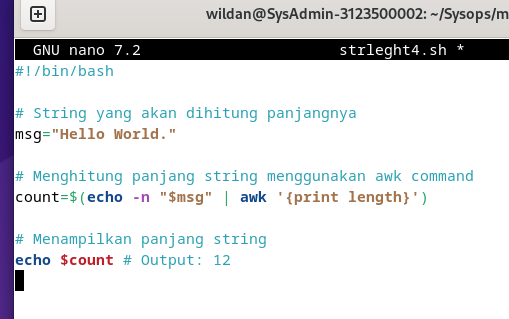 wildan@SysAdmin-3123500002: ~/Sysops/m
GNU nano 7.2 strleght4.sh *
#!/bin/bash
# String yang akan dihitung panjangnya
msg="Hello World."
# Menghitung panjang string menggunakan awk command
count=$(echo -n "$msg" | awk '{print length}')
# Menampilkan panjang string
echo $count # Output: 12